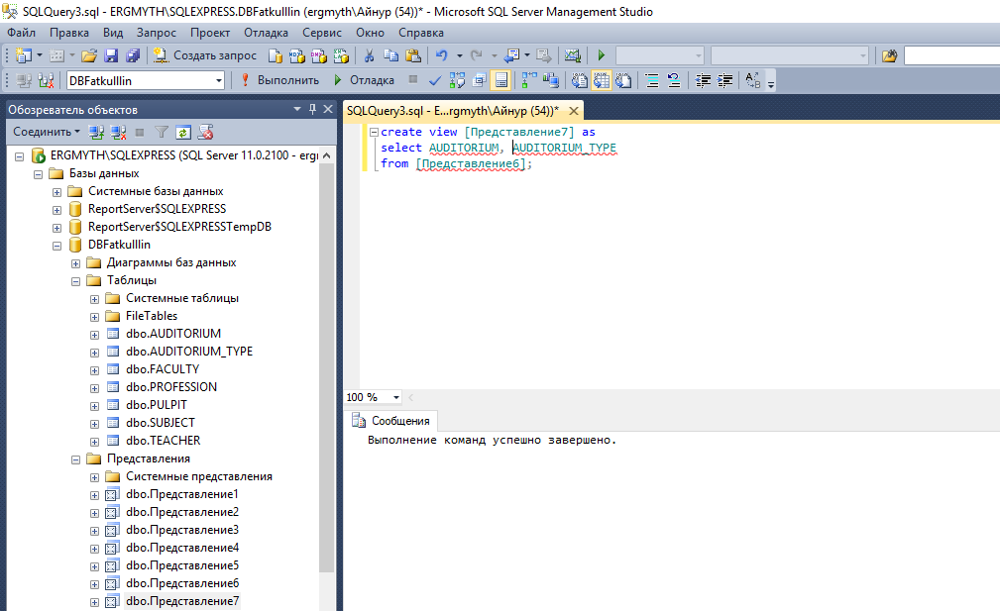 SQLQuery3.sql - ERGMYTH\SQLEXPRESS.DBFatkulllin (ergmyth\Айнур (54))* - Microsoft SQL Server Management Studio
Файл Правка Вид Запрос Отладка Сервис Окно Справка
Создать запрос
DBFatkulllin Выполнить Отладка
Обозреватель объектов
Соединить
ERGMYTH\SQLEXPRESS (SQL Server 11.0.2100 - ergı
Базы данных
Системные базы данных
ReportServer$SQLEXPRESS
ReportServer$SQLEXPRESSTempDB
DBFatkulllin
Диаграммы баз данных
Таблицы
Системные таблицы
FileTables
dbo.AUDITORIUM
dbo.AUDITORIUM_TYPE
dbo.FACULTY
dbo.PROFESSION
dbo.PULPIT
dbo.SUBJECT
dbo.TEACHER
Представления
Системные представления
dbo.Представление1
dbo.Представление2
dbo.Представление3
dbo.Представление4
dbo.Представление5
dbo.Представление6
dbo.Представление7
SQLQuery3.sql - E...rgmyth\Айнур (54))*
create view [Представление7] as
select AUDITORIUM, AUDITORIUM_TYPE
from [Представление6];
100 %
Сообщения
Выполнение команд успешно завершено.